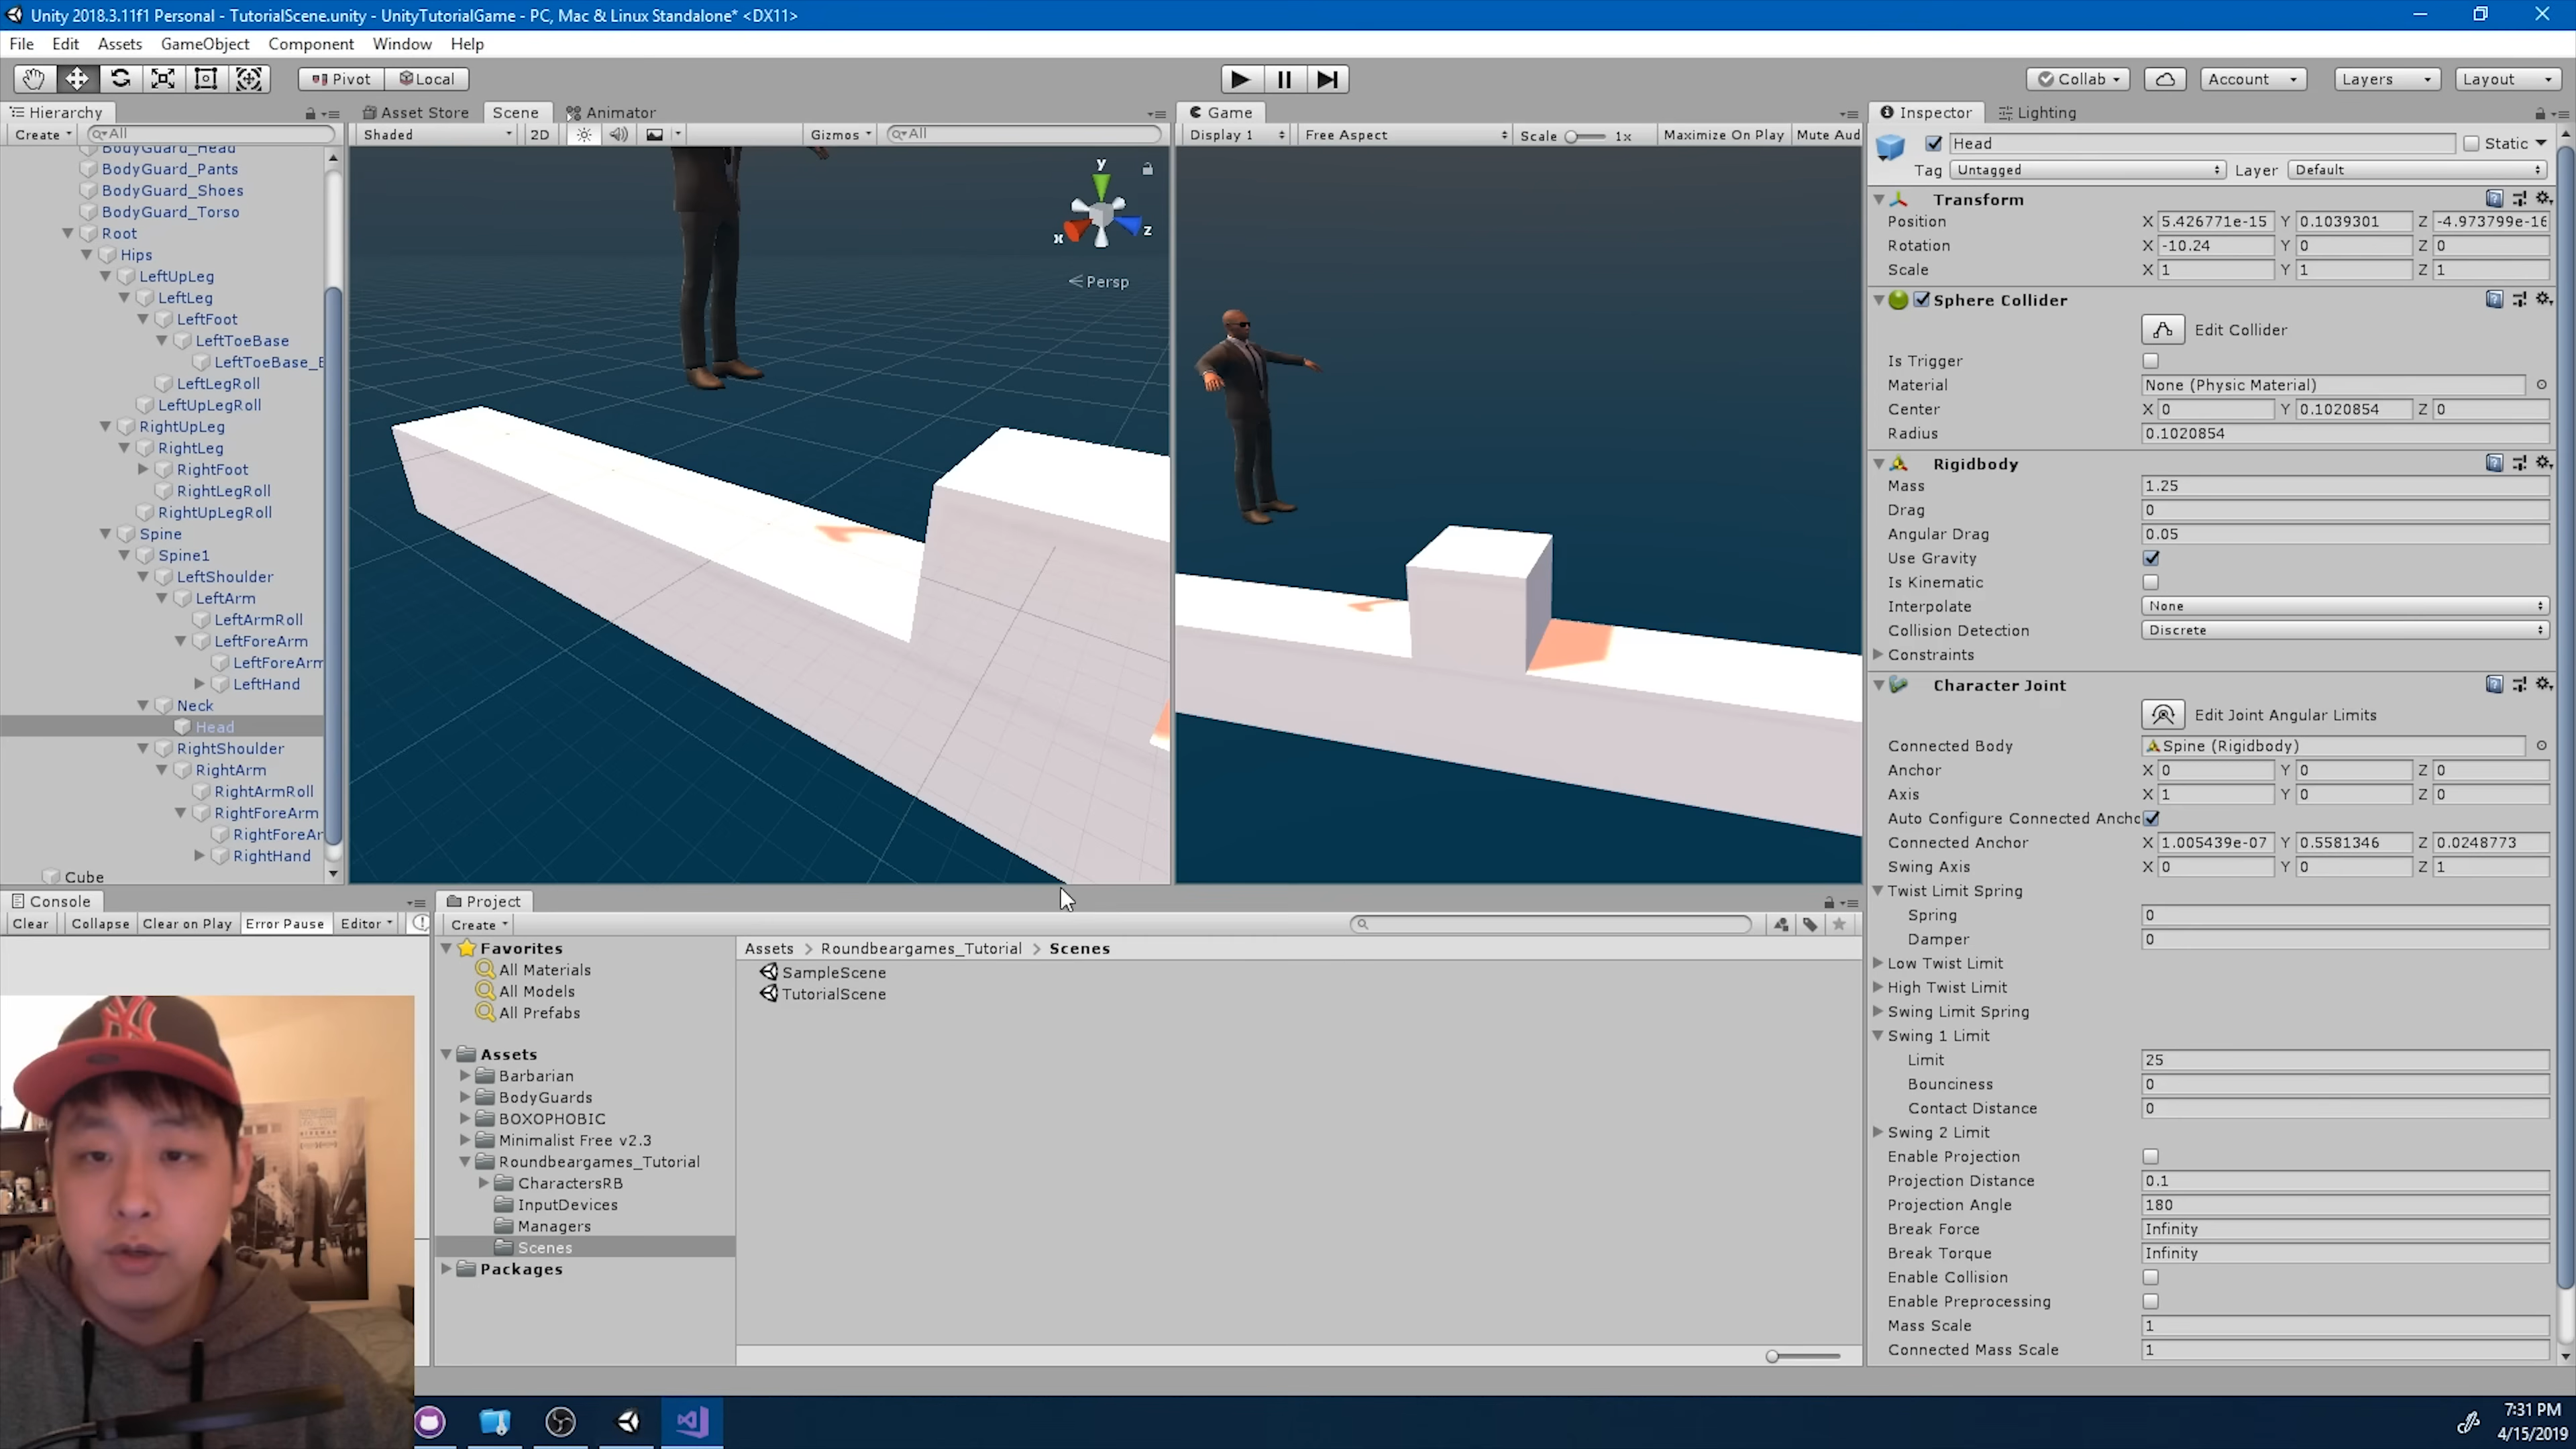 Unity 2018.3.11f1 Personal - TutorialScene.unity - UnityTutorialGame - PC, Mac & Linux Standalone* <DX11>
File Edit Assets GameObject Component Window Help
Pivot Local Collab Account Layers Layout
Hierarchy
Create All
BodyGuard_Head
BodyGuard_Pants
BodyGuard_Shoes
BodyGuard_Torso
Root
Hips
LeftUpLeg
LeftLeg
LeftFoot
LeftToeBase
LeftToeBase_E
LeftLegRoll
LeftUpLegRoll
RightUpLeg
RightLeg
RightFoot
RightLegRoll
RightUpLegRoll
Spine
Spine1
LeftShoulder
LeftArm
LeftArmRoll
LeftForeArm
LeftForeArm
LeftHand
Neck
Head
RightShoulder
RightArm
RightArmRoll
RightForeArm
RightForeAr
RightHand
Cube
Asset Store Scene Animator
Shaded 2D Gizmos All
y
x z
Persp
Game
Display 1 Free Aspect Scale 1x Maximize On Play Mute Aud
Inspector Lighting
Head Static
Tag Untagged Layer Default
Transform
Position X 5.426771e-15 Y 0.1039301 Z -4.973799e-16
Rotation X -10.24 Y 0 Z 0
Scale X 1 Y 1 Z 1
Sphere Collider
Edit Collider
Is Trigger
Material None (Physic Material)
Center X 0 Y 0.1020854 Z 0
Radius 0.1020854
Rigidbody
Mass 1.25
Drag 0
Angular Drag 0.05
Use Gravity
Is Kinematic
Interpolate None
Collision Detection Discrete
Constraints
Character Joint
Edit Joint Angular Limits
Connected Body Spine (Rigidbody)
Anchor X 0 Y 0 Z 0
Axis X 1 Y 0 Z 0
Auto Configure Connected Ancho
Connected Anchor X 1.005439e-07 Y 0.5581346 Z 0.0248773
Swing Axis X 0 Y 0 Z 1
Twist Limit Spring
Spring 0
Damper 0
Low Twist Limit
High Twist Limit
Swing Limit Spring
Swing 1 Limit
Limit 25
Bounciness 0
Contact Distance 0
Swing 2 Limit
Enable Projection
Projection Distance 0.1
Projection Angle 180
Break Force Infinity
Break Torque Infinity
Enable Collision
Enable Preprocessing
Mass Scale 1
Connected Mass Scale 1
Console
Clear Collapse Clear on Play Error Pause Editor
Project
Create
Favorites
All Materials
All Models
All Prefabs
Assets
Barbarian
BodyGuards
BOXOPHOBIC
Minimalist Free v2.3
Roundbeargames_Tutorial
CharactersRB
InputDevices
Managers
Scenes
Packages
Assets > Roundbeargames_Tutorial > Scenes
SampleScene
TutorialScene
NY
7:31 PM
4/15/2019